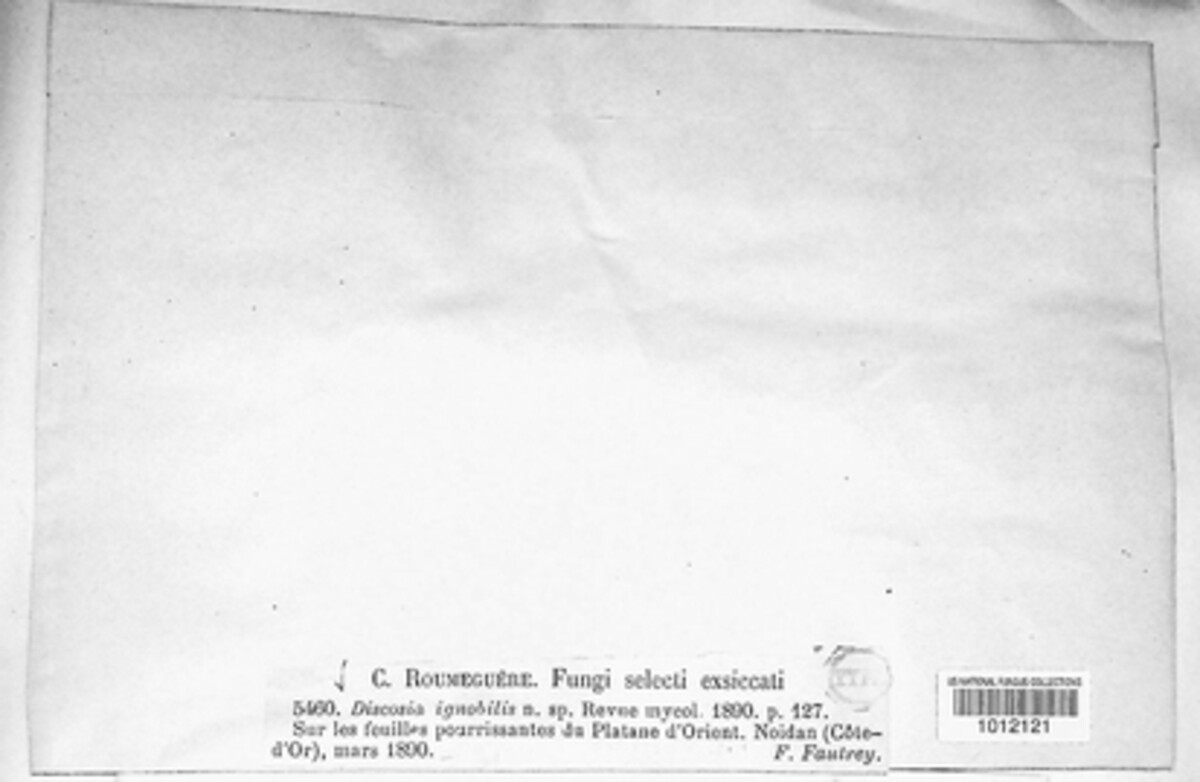 C. ROUMEGUÈRE. Fungi selecti exsiccati
5460. Discosia ignobilis n. sp. Revue mycol. 1890. p. 127.
Sur les feuilles pourrissantes du Platane d'Orient. Noidan (Côte-
d'Or), mars 1890. F. Fautrey.
US NATIONAL FUNGUS COLLECTIONS
1012121